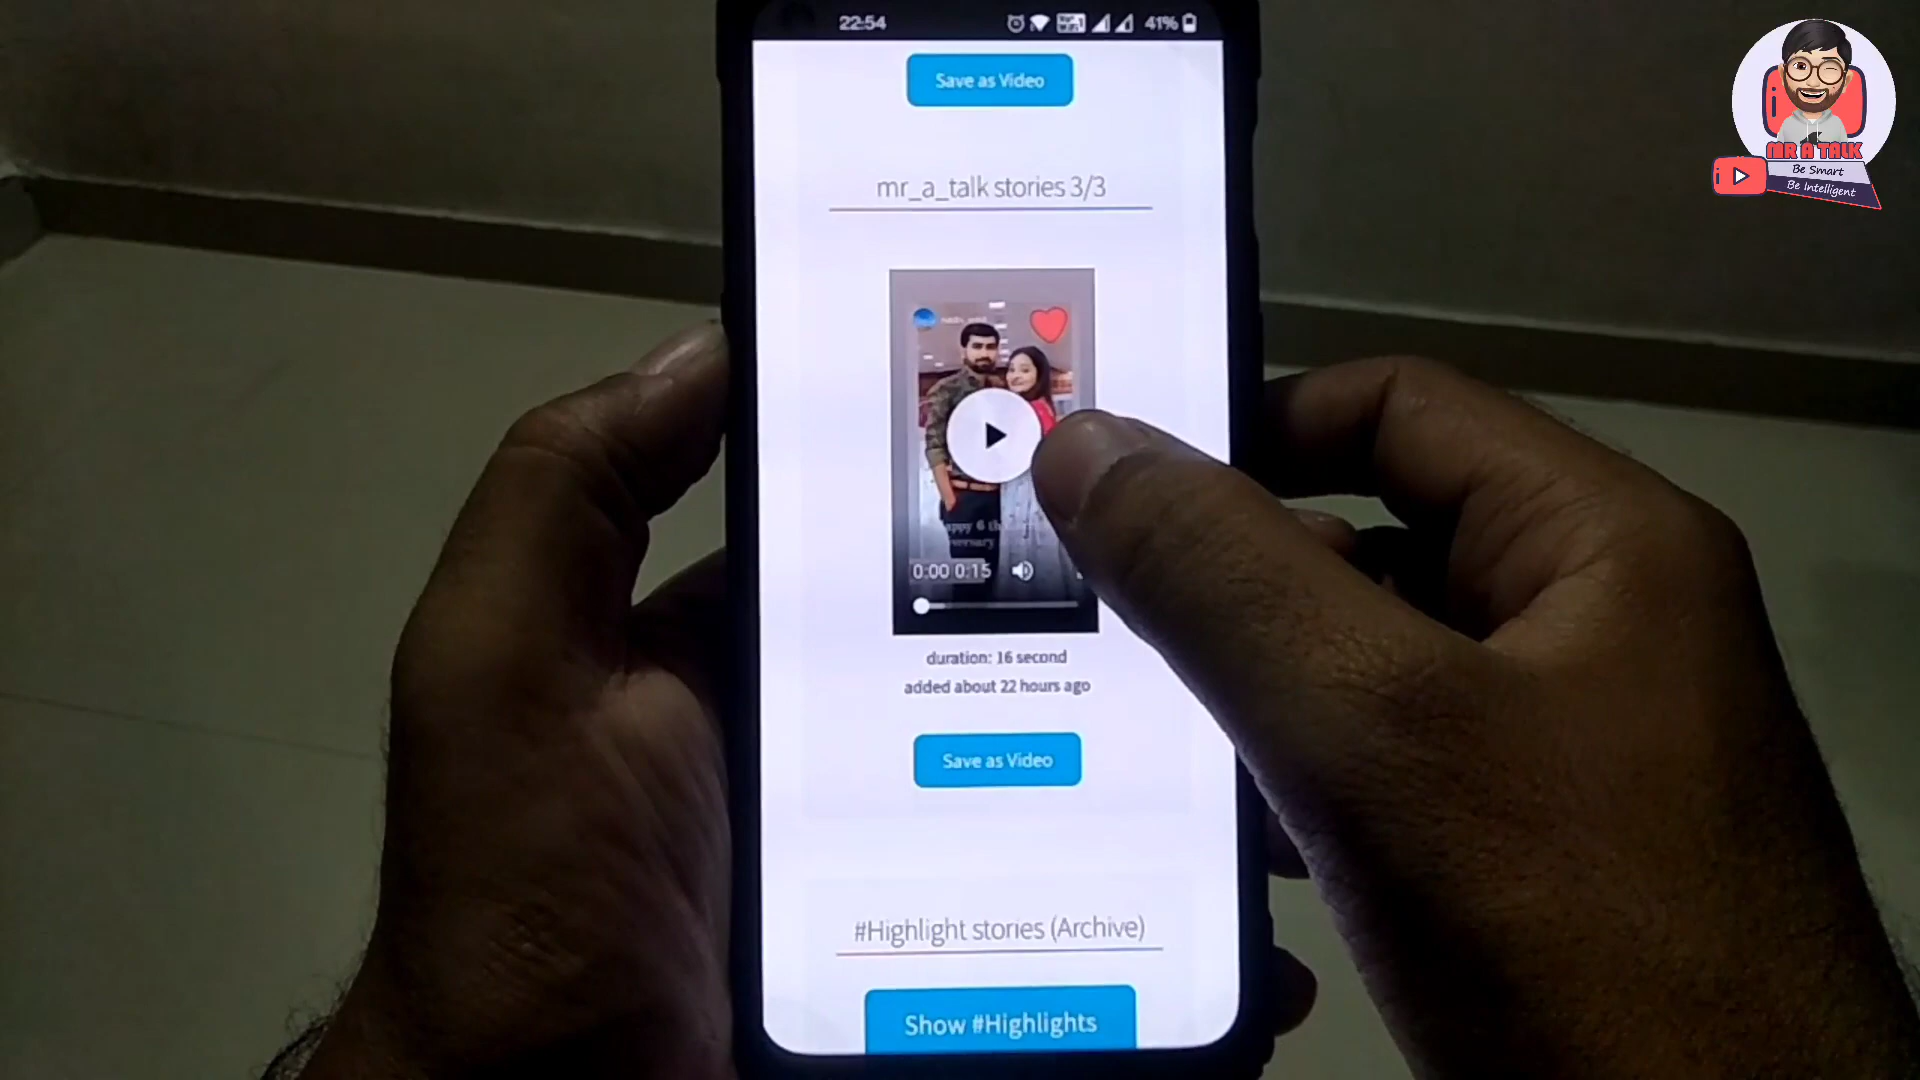 22:54
41%
Save as Video
mr_a_talk stories 3/3
0:00 0:15
duration: 16 second
added about 22 hours ago
Save as Video
#Highlight stories (Archive)
Show #Highlights
MR A TALK
Be Smart
Be Intelligent